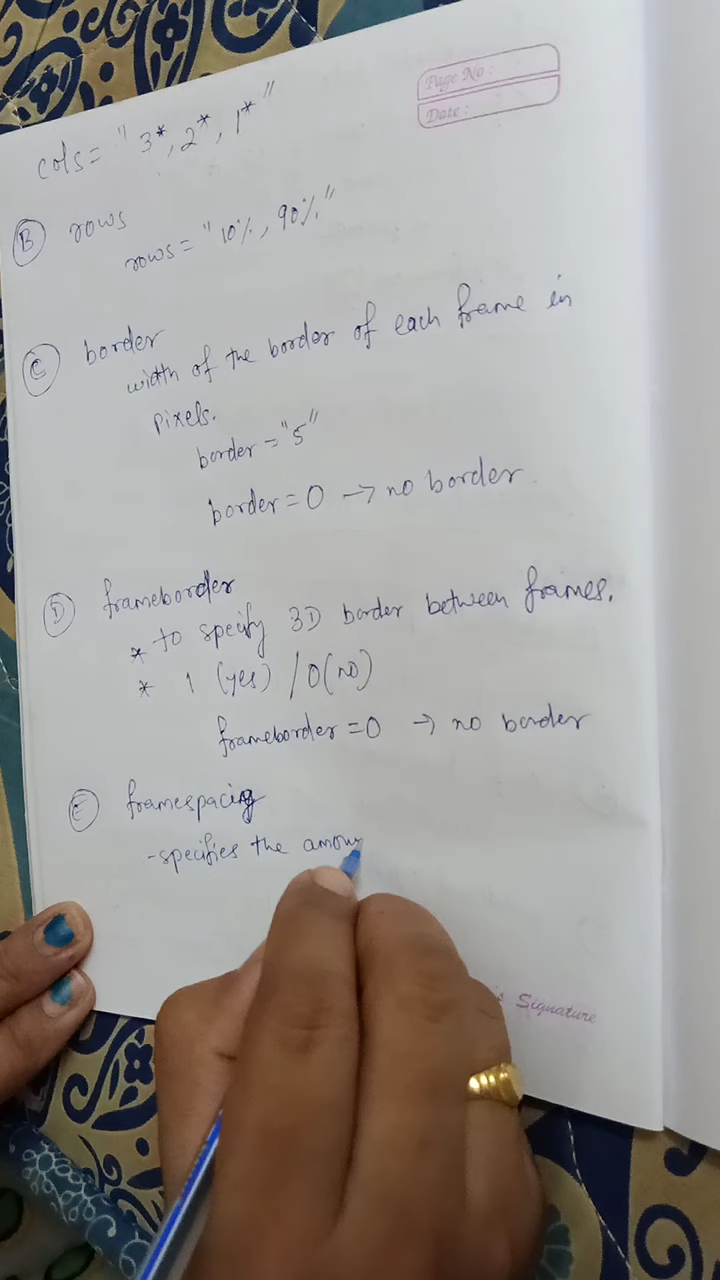 Page No :
Date :
cols = "3*, 2*, 1*"
B rows
rows = "10%, 90%"
C border
width of the border of each frame in
pixels.
border = "5"
border = 0 → no border.
D frameborder
* to specify 3D border between frames.
* 1 (yes) / 0 (no)
frameborder = 0 → no border
E framespacing
- specifies the amou
Signature